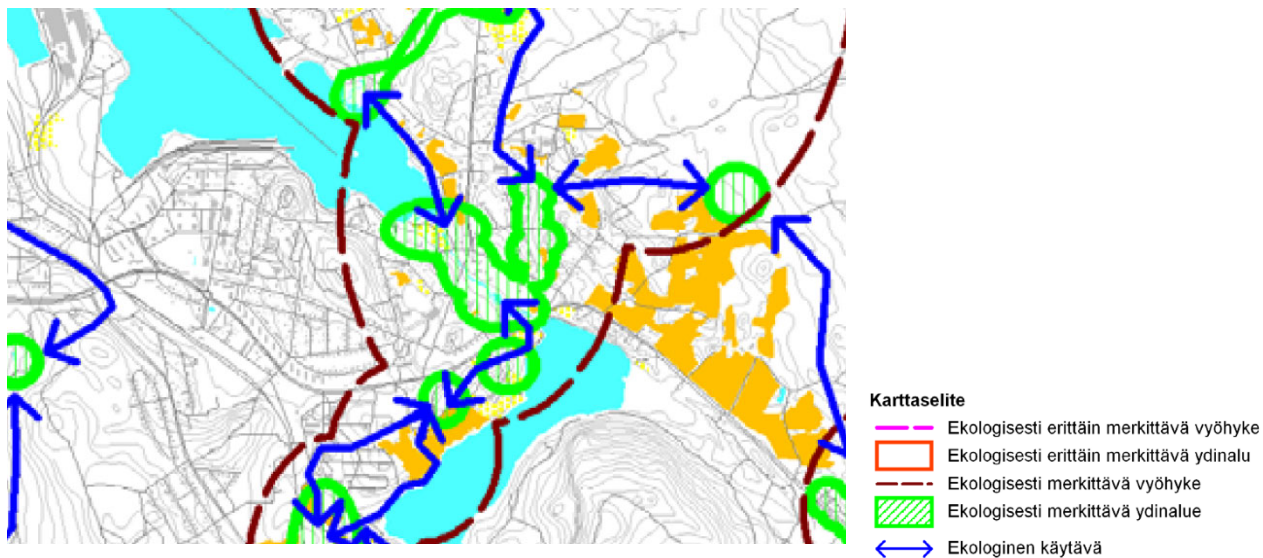 Karttaselite
Ekologisesti erittäin merkittävä vyöhyke
Ekologisesti erittäin merkittävä ydinalu
Ekologisesti merkittävä vyöhyke
Ekologisesti merkittävä ydinalue
Ekologinen käytävä